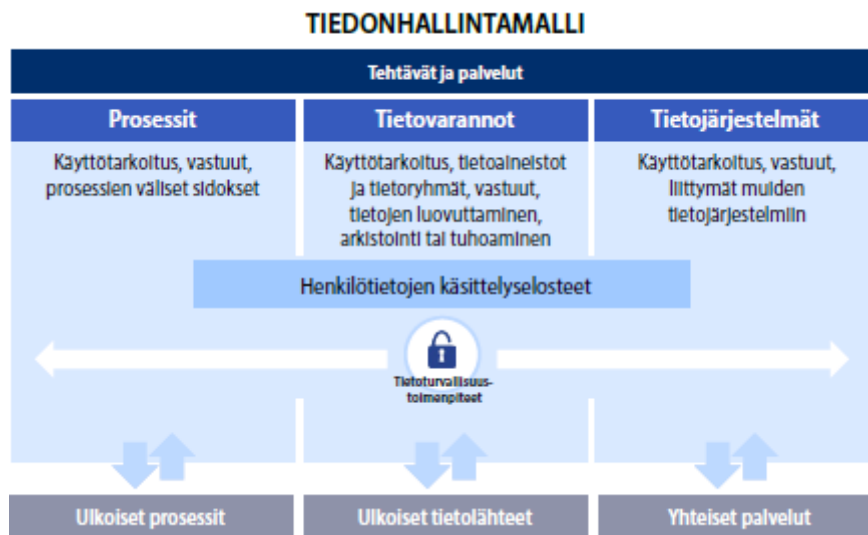 TIEDONHALLINTAMALLI
Tehtävät ja palvelut
Prosessit
Käyttötarkoitus, vastuut,
prosessien väliset sidokset
Tietovarannot
Käyttötarkoitus, tietoaineistot
ja tietoryhmät, vastuut,
tietojen luovuttaminen,
arkistointi tai tuhoaminen
Tietojärjestelmät
Käyttötarkoitus, vastuut,
liittymät muiden
tietojärjestelmiin
Henkilötietojen käsittelyselosteet
Tietoturvallisuus-
toimenpiteet
Ulkoiset prosessit
Ulkoiset tietolähteet
Yhteiset palvelut